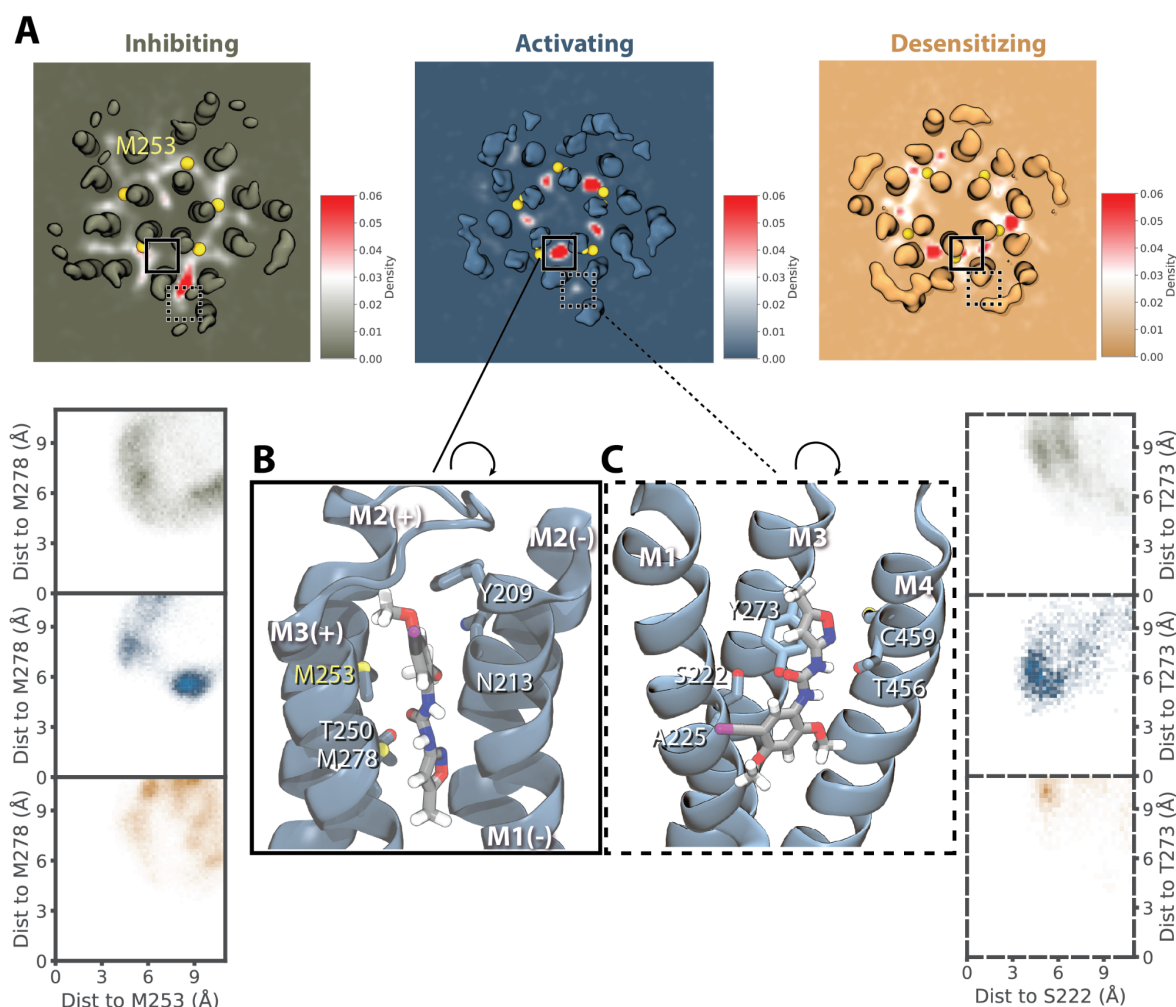 A
Inhibiting
Activating
Desensitizing
M253
0.06
0.05
0.04
0.03
0.02
0.01
0.00
Density
0.06
0.05
0.04
0.03
0.02
0.01
0.00
Density
0.06
0.05
0.04
0.03
0.02
0.01
0.00
Density
9
6
3
0
Dist to M278 (Å)
9
6
3
0
Dist to M278 (Å)
9
6
3
0
Dist to M278 (Å)
0 3 6 9
Dist to M253 (Å)
B
M2(+)
M2(-)
Y209
M3(+)
M253
N213
T250
M278
M1(-)
C
M1
M3
M4
Y273
C459
S222
T456
A225
9
6
3
0
Dist to T273 (Å)
9
6
3
0
Dist to T273 (Å)
9
6
3
0
Dist to T273 (Å)
0 3 6 9
Dist to S222 (Å)